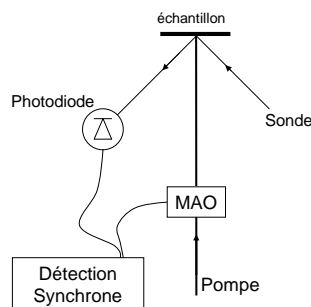 échantillon
Photodiode
Sonde
MAO
Détection
Synchrone
Pompe